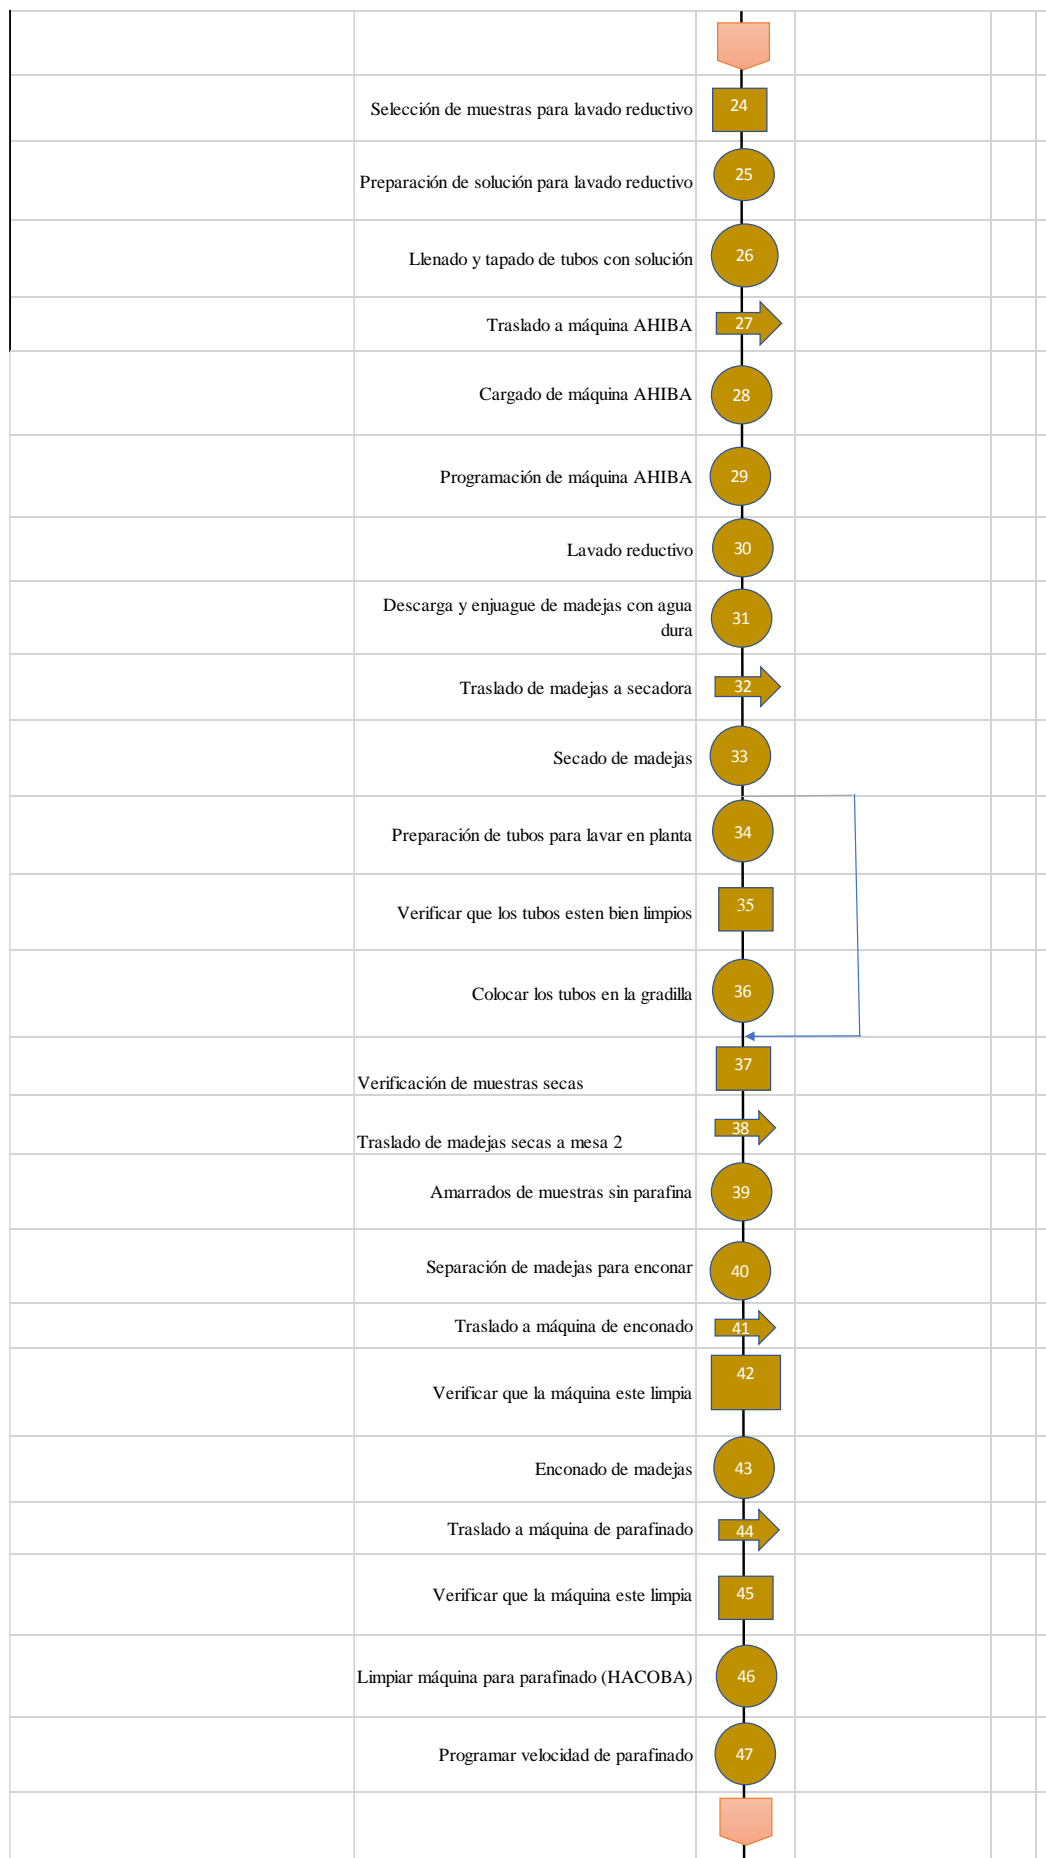 Selección de muestras para lavado reductivo 24
Preparación de solución para lavado reductivo 25
Llenado y tapado de tubos con solución 26
Traslado a máquina AHIBA 27
Cargado de máquina AHIBA 28
Programación de máquina AHIBA 29
Lavado reductivo 30
Descarga y enjuague de madejas con agua
dura 31
Traslado de madejas a secadora 32
Secado de madejas 33
Preparación de tubos para lavar en planta 34
Verificar que los tubos esten bien limpios 35
Colocar los tubos en la gradilla 36
Verificación de muestras secas 37
Traslado de madejas secas a mesa 2 38
Amarrados de muestras sin parafina 39
Separación de madejas para enconar 40
Traslado a máquina de enconado 41
Verificar que la máquina este limpia 42
Enconado de madejas 43
Traslado a máquina de parafinado 44
Verificar que la máquina este limpia 45
Limpiar máquina para parafinado (HACOBA) 46
Programar velocidad de parafinado 47